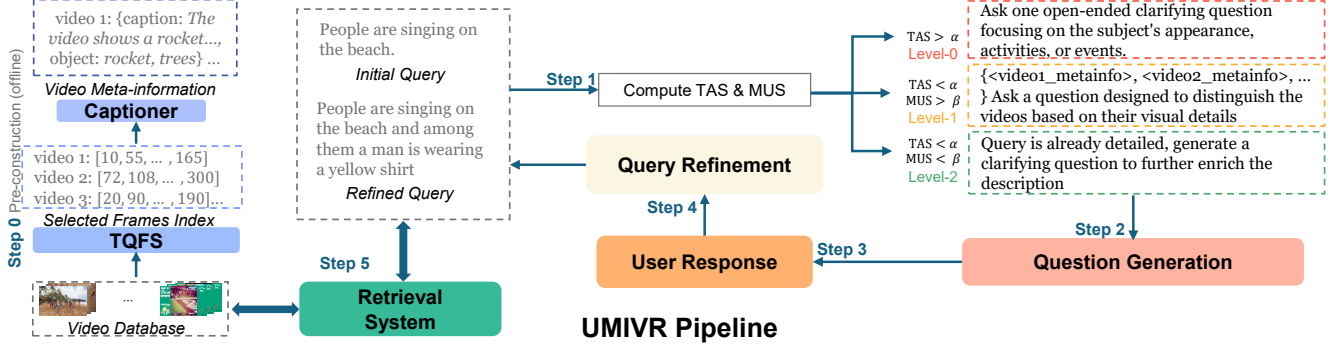 Step 0 Pre-construction (offline)
video 1: {caption: The
video shows a rocket…,
object: rocket, trees} …
Video Meta-information
Captioner
video 1: [10,55, … , 165]
video 2: [72,108, … , 300]
video 3: [20,90, … , 190]…
Selected Frames Index
TQFS
...
Video Database
People are singing on
the beach.
Initial Query
People are singing on
the beach and among
them a man is wearing
a yellow shirt
Refined Query
Step 5
Retrieval
System
Step 1
Compute TAS & MUS
TAS > α
Level-0
TAS < α
MUS > β
Level-1
TAS < α
MUS < β
Level-2
Ask one open-ended clarifying question
focusing on the subject's appearance,
activities, or events.
{<video1_metainfo>, <video2_metainfo>, …
} Ask a question designed to distinguish the
videos based on their visual details
Query is already detailed, generate a
clarifying question to further enrich the
description
Step 2
Question Generation
Step 3
User Response
Step 4
Query Refinement
UMIVR Pipeline